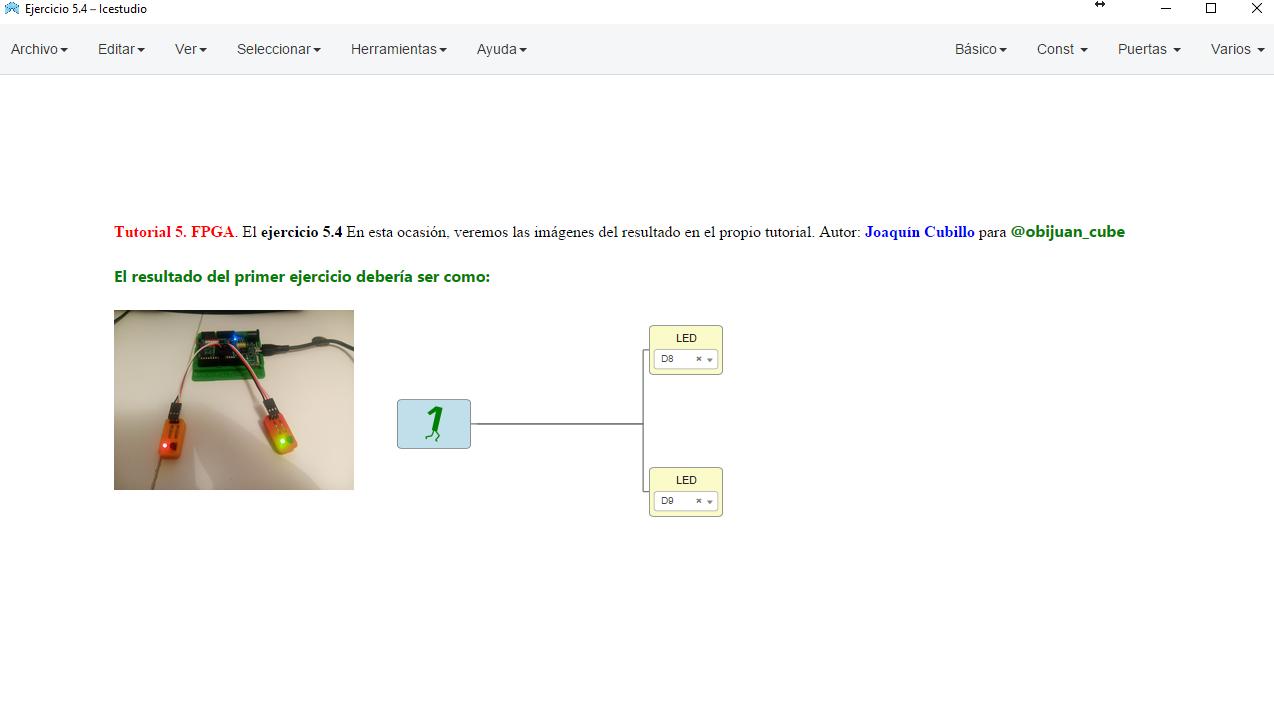 Ejercicio 5.4 – Icestudio
Archivo Editar Ver Seleccionar Herramientas Ayuda Básico Const Puertas Varios
Tutorial 5. FPGA. El ejercicio 5.4 En esta ocasión, veremos las imágenes del resultado en el propio tutorial. Autor: Joaquín Cubillo para @obijuan_cube
El resultado del primer ejercicio debería ser como:
LED
D8
1
LED
D9